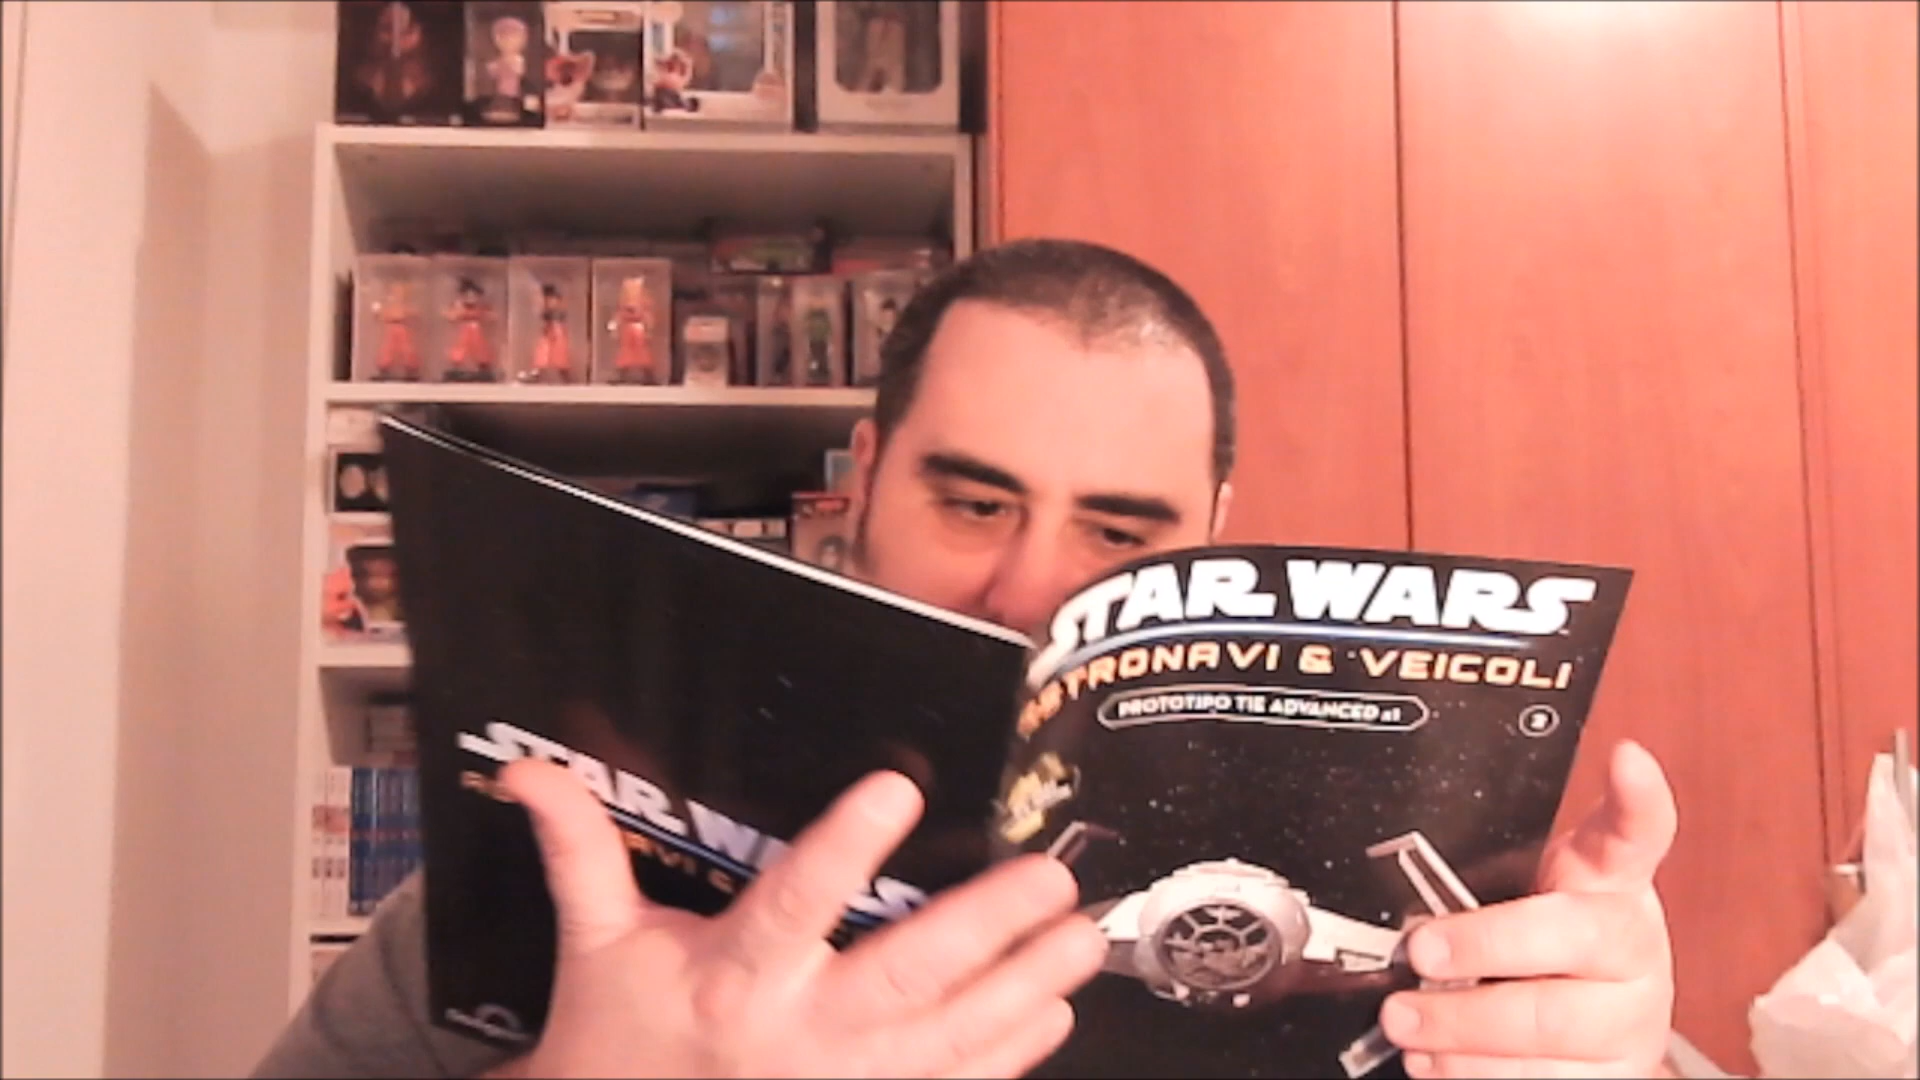 STAR WARS
ASTRONAVI & VEICOLI
PROTOTIPO TIE ADVANCED x1
2
STAR WARS